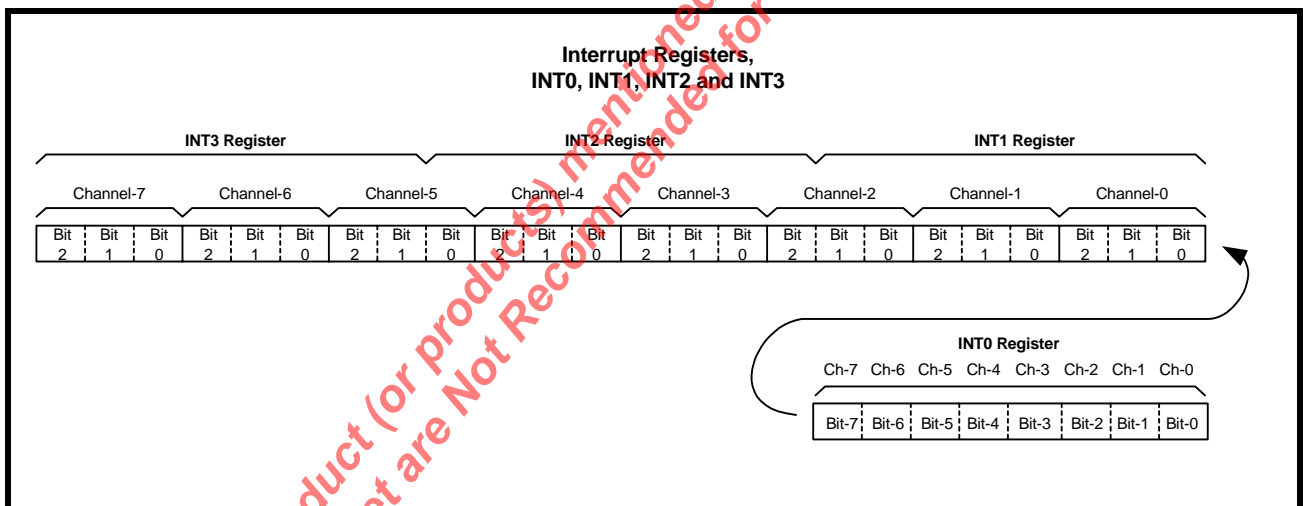 Interrupt Registers,
INT0, INT1, INT2 and INT3
INT3 Register INT2 Register INT1 Register
Channel-7 Channel-6 Channel-5 Channel-4 Channel-3 Channel-2 Channel-1 Channel-0
Bit Bit Bit Bit Bit Bit Bit Bit Bit Bit Bit Bit Bit Bit Bit Bit Bit Bit Bit Bit Bit Bit Bit Bit
2 1 0 2 1 0 2 1 0 2 1 0 2 1 0 2 1 0 2 1 0 2 1 0
INT0 Register
Ch-7 Ch-6 Ch-5 Ch-4 Ch-3 Ch-2 Ch-1 Ch-0
Bit-7 Bit-6 Bit-5 Bit-4 Bit-3 Bit-2 Bit-1 Bit-0
(or products) mentioned
are Not Recommended for